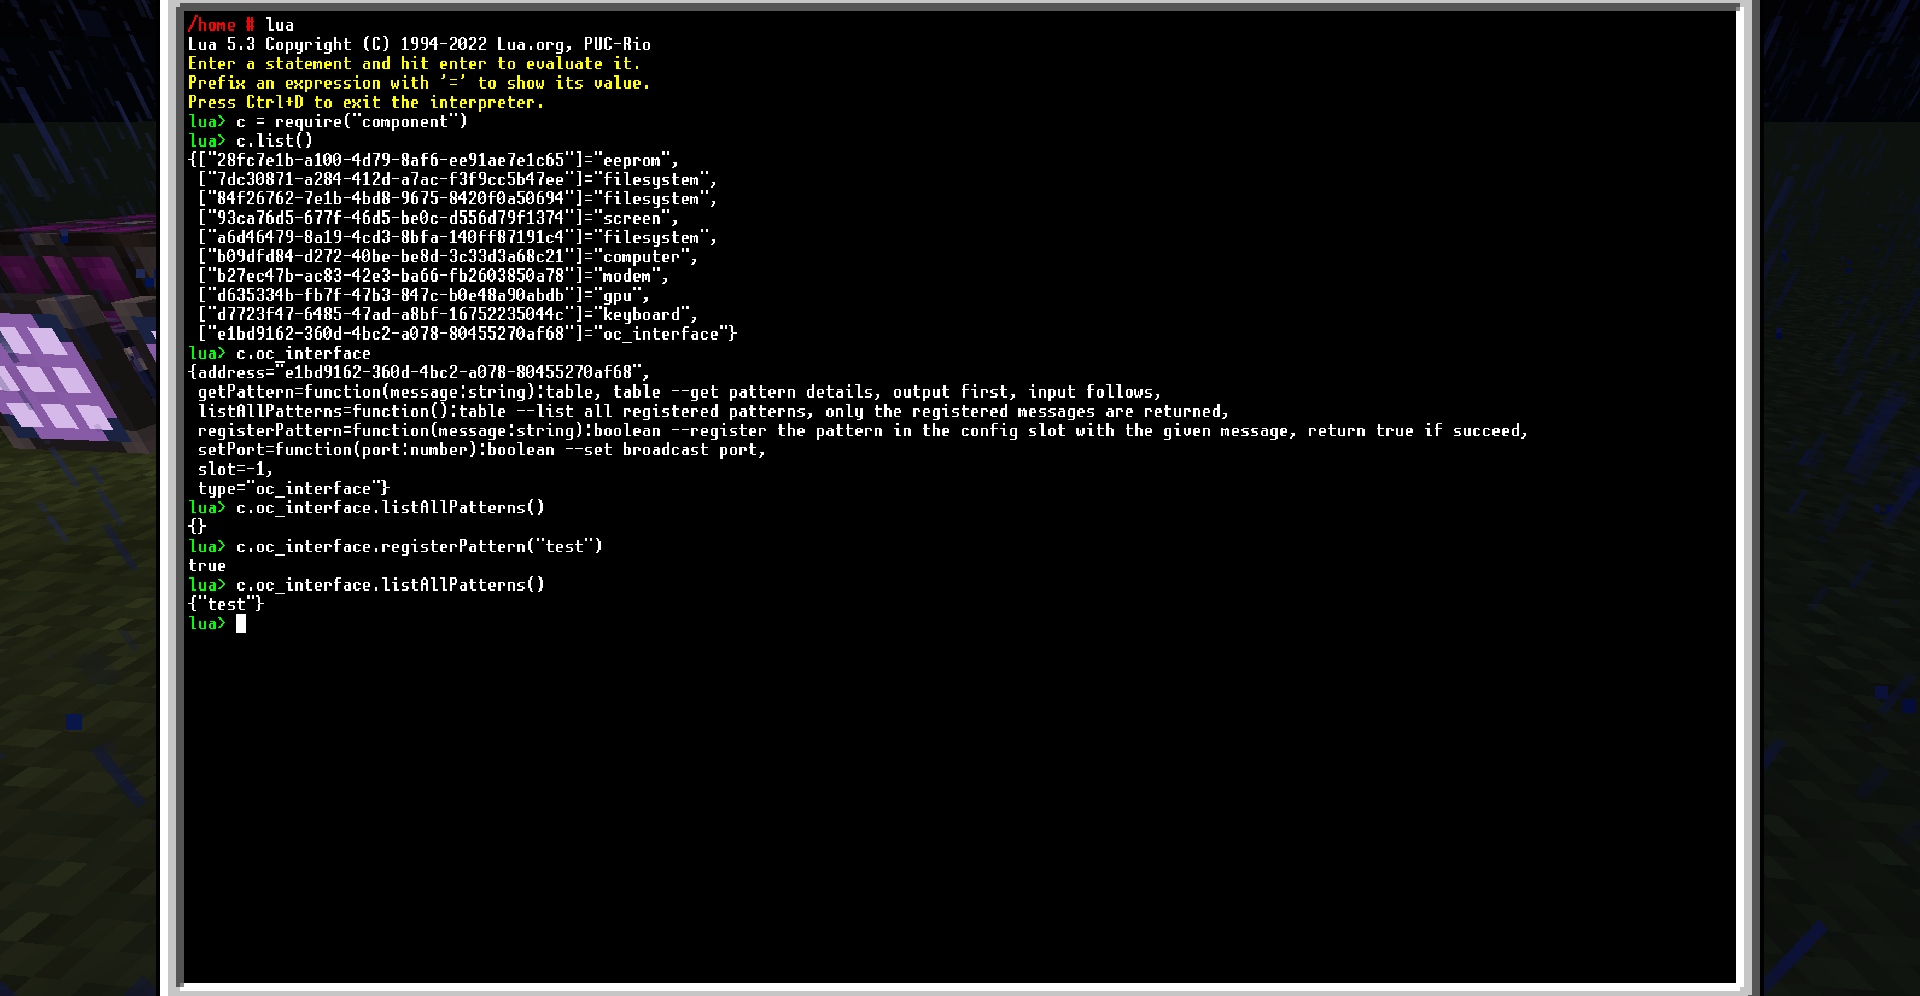 /home # lua
Lua 5.3 Copyright (C) 1994-2022 Lua.org, PUC-Rio
Enter a statement and hit enter to evaluate it.
Prefix an expression with '=' to show its value.
Press Ctrl+D to exit the interpreter.
lua> c = require("component")
lua> c.list()
{["28fc7e1b-a100-4d79-8af6-ee91ae7e1c65"]="eeprom",
["7dc30871-a284-412d-a7ac-f3f9cc5b47ee"]="filesystem",
["84f26762-7e1b-4bd8-9675-8420f0a50694"]="filesystem",
["93ca76d5-677f-46d5-be0c-d556d79f1374"]="screen",
["a6d46479-8a19-4cd3-8bfa-140ff87191c4"]="filesystem",
["b09dfd84-d272-40be-be8d-3c33d3a68c21"]="computer",
["b27ec47b-ac83-42e3-ba66-fb2603850a78"]="modem",
["d635334b-fb7f-47b3-847c-b0e48a90abdb"]="gpu",
["d7723f47-6485-47ad-a8bf-16752235044c"]="keyboard",
["e1bd9162-360d-4bc2-a078-80455270af68"]="oc_interface"}
lua> c.oc_interface
{address="e1bd9162-360d-4bc2-a078-80455270af68",
getPattern=function(message:string):table, table --get pattern details, output first, input follows,
listAllPatterns=function():table --list all registered patterns, only the registered messages are returned,
registerPattern=function(message:string):boolean --register the pattern in the config slot with the given message, return true if succeed,
setPort=function(port:number):boolean --set broadcast port,
slot=-1,
type="oc_interface"}
lua> c.oc_interface.listAllPatterns()
{}
lua> c.oc_interface.registerPattern("test")
true
lua> c.oc_interface.listAllPatterns()
{"test"}
lua>